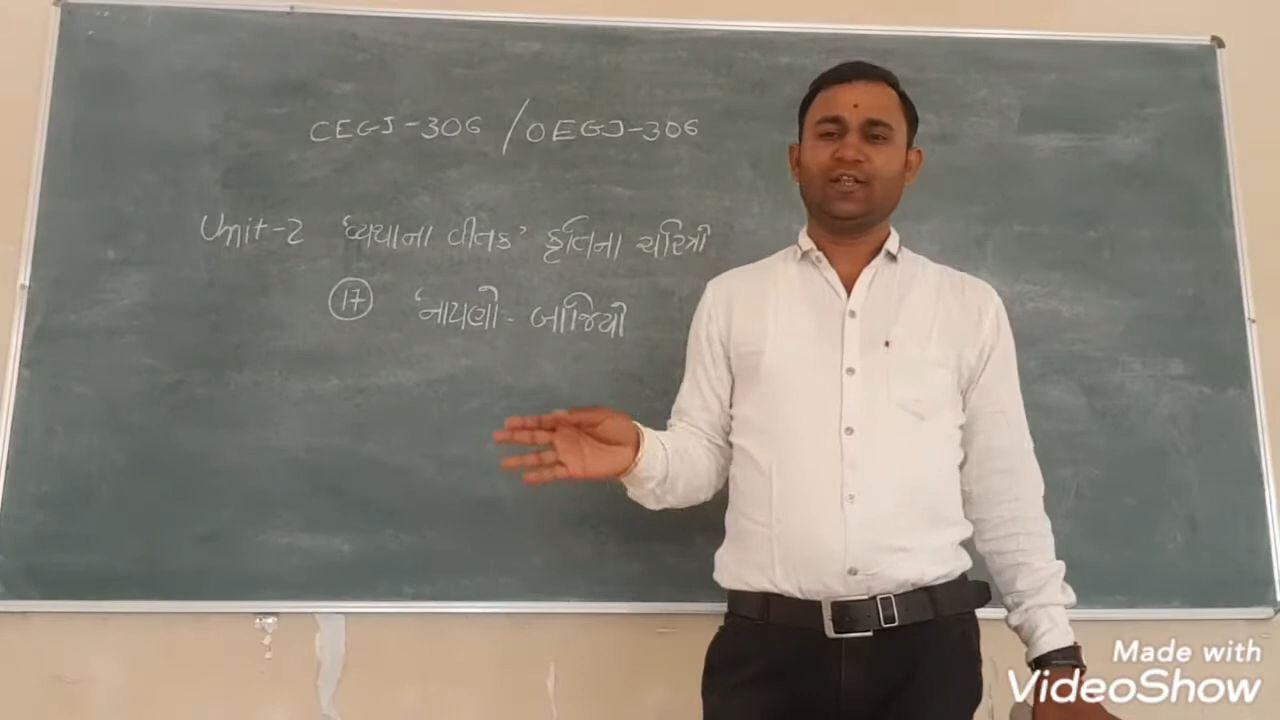 CEGJ-306 / OEGJ-306
Unit-2 'વ્યથાના વીતક' કૃતિના ચરિત્રો
17 'નાયણો - બાજિયો
Made with
VideoShow